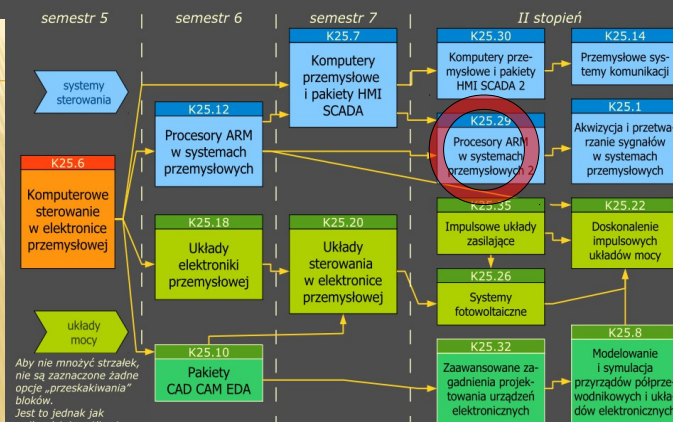 semestr 5
semestr 6
semestr 7
II stopień
systemy
sterowania
układy
mocy
K25.6
Komputerowe
sterowanie
w elektronice
przemysłowej
K25.12
Procesory ARM
w systemach
przemysłowych
K25.18
Układy
elektroniki
przemysłowej
K25.10
Pakiety
CAD CAM EDA
K25.7
Komputery
przemysłowe
i pakiety HMI
SCADA
K25.20
Układy
sterowania
w elektronice
przemysłowej
K25.30
Komputery prze-
mysłowe i pakiety
HMI SCADA 2
K25.29
Procesory ARM
w systemach
przemysłowych 2
K25.35
Impulsowe układy
zasilające
K25.26
Systemy
fotowoltaiczne
K25.32
Zaawansowane za-
gadnienia projek-
towania urządzeń
elektronicznych
K25.14
Przemysłowe sys-
temy komunikacji
K25.1
Akwizycja i przetwa-
rzanie sygnałów
w systemach
przemysłowych
K25.22
Doskonalenie
impulsowych
układów mocy
K25.8
Modelowanie
i symulacja
przyrządów półprze-
wodnikowych i ukła-
dów elektronicznych
Aby nie mnożyć strzałek,
nie są zaznaczone żadne
opcje „przeskakiwania”
bloków.
Jest to jednak jak